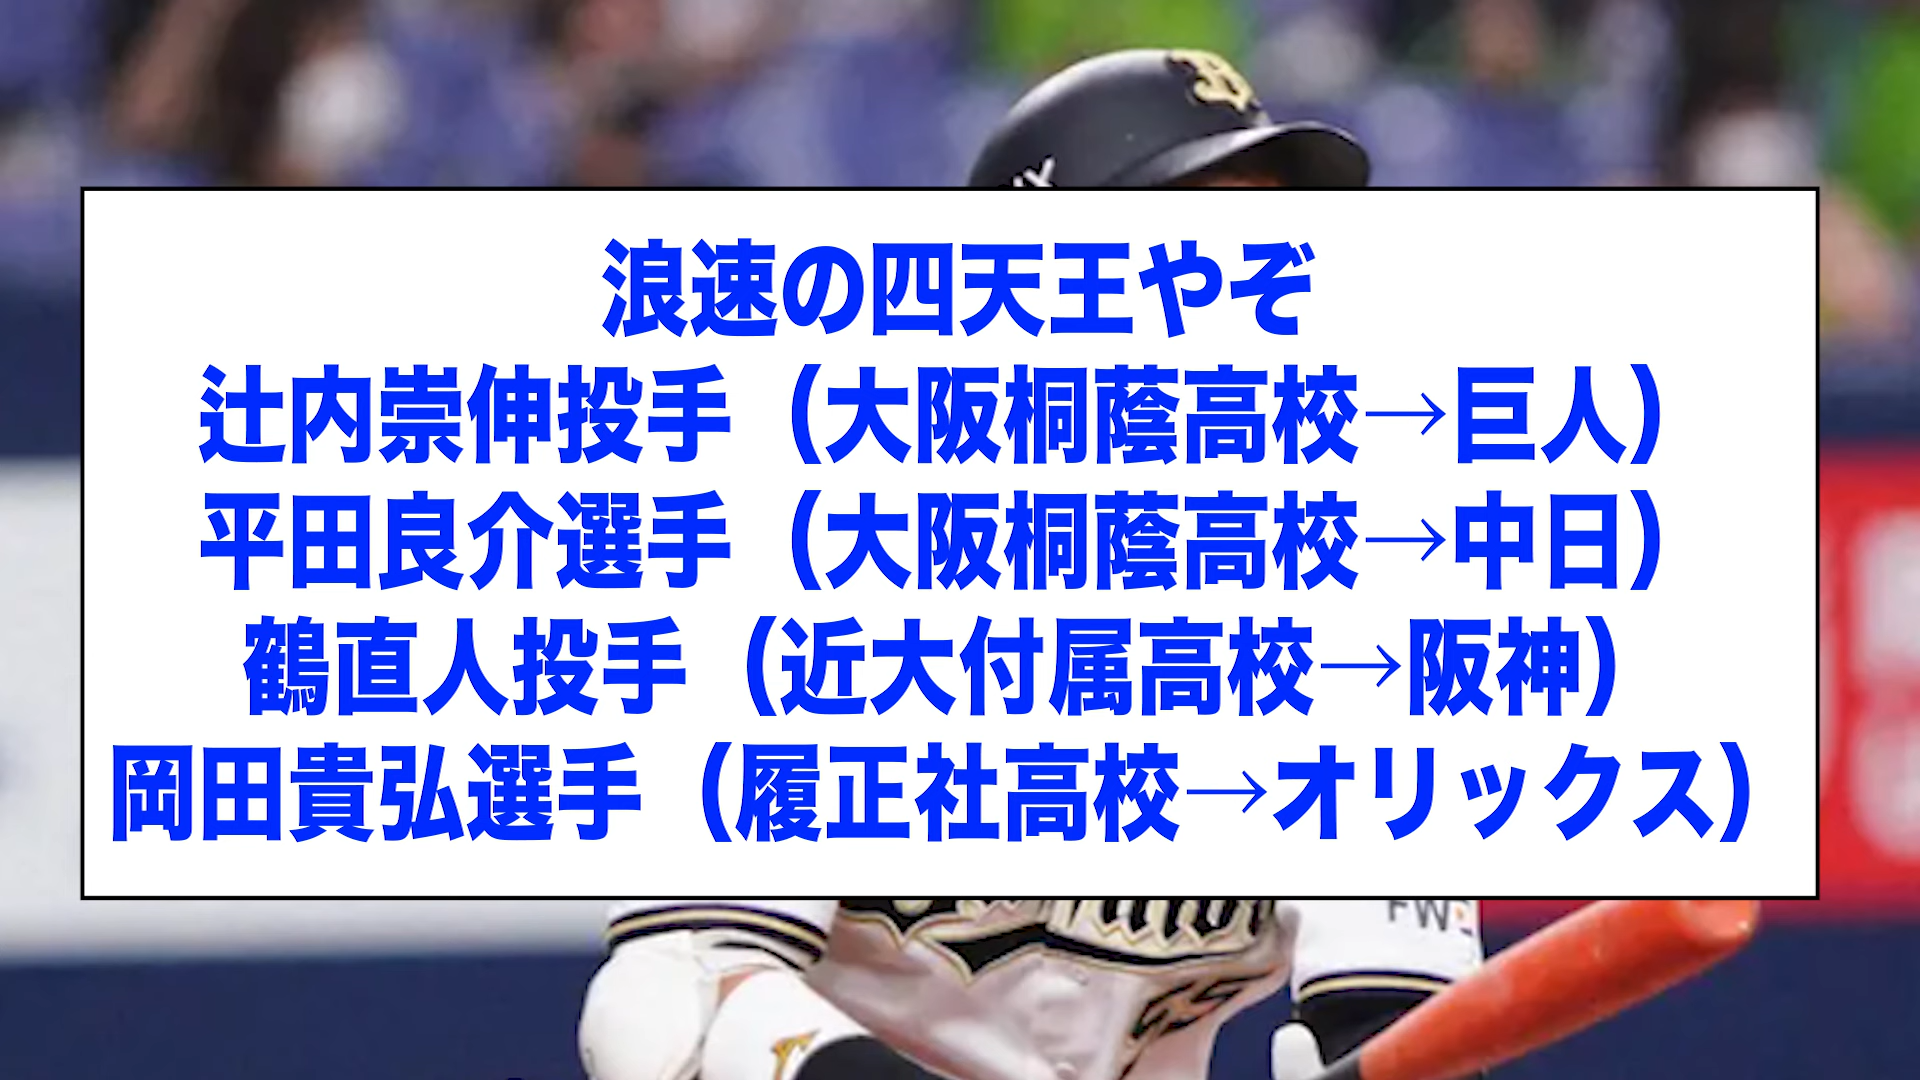 浪速の四天王やぞ
辻内崇伸投手（大阪桐蔭高校→巨人）
平田良介選手（大阪桐蔭高校→中日）
鶴直人投手（近大付属高校→阪神）
岡田貴弘選手（履正社高校→オリックス）
FWD
55